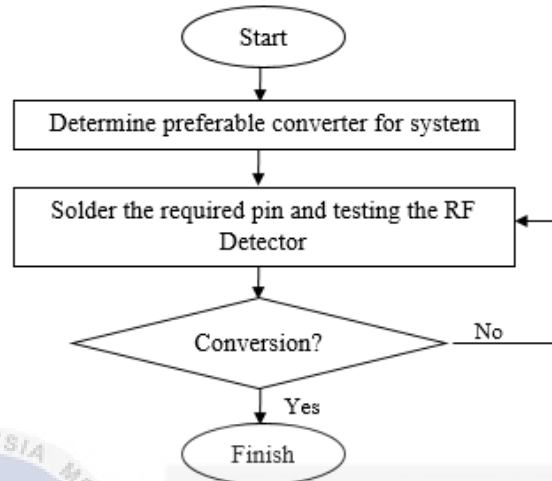 Start
Determine preferable converter for system
Solder the required pin and testing the RF
Detector
Conversion?
No
Yes
Finish